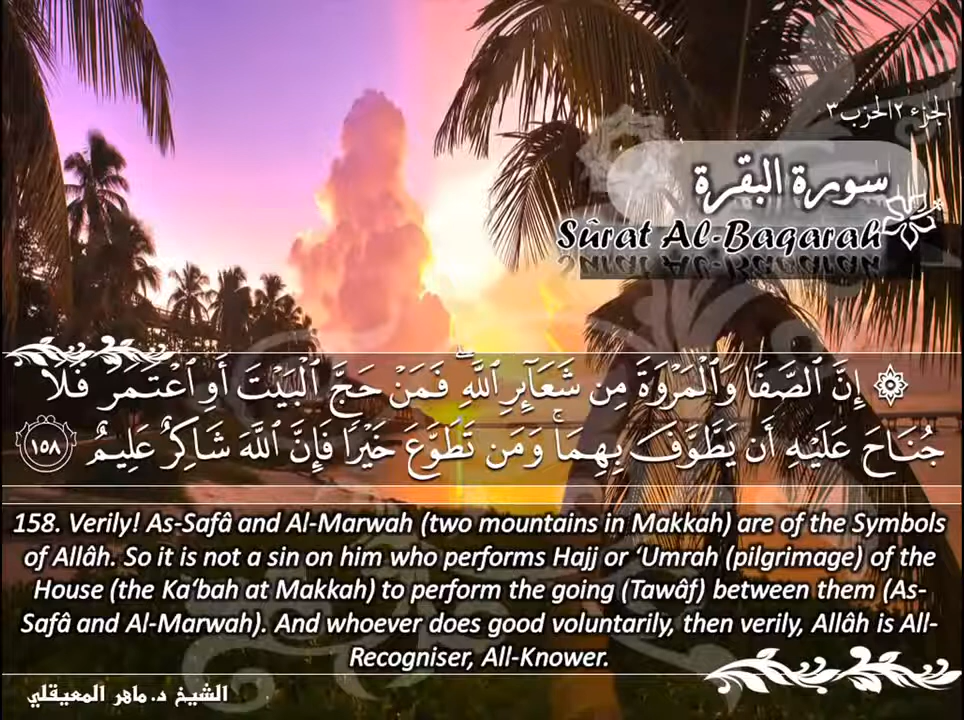 الجزء ٢ الحزب ٣
سورة البقرة
Sûrat Al-Baqarah
۞ إِنَّ ٱلصَّفَا وَٱلْمَرْوَةَ مِن شَعَآئِرِ ٱللَّهِ ۖ فَمَنْ حَجَّ ٱلْبَيْتَ أَوِ ٱعْتَمَرَ فَلَا
جُنَاحَ عَلَيْهِ أَن يَطَّوَّفَ بِهِمَا ۚ وَمَن تَطَوَّعَ خَيْرًا فَإِنَّ ٱللَّهَ شَاكِرٌ عَلِيمٌ ١٥٨
158. Verily! As-Safâ and Al-Marwah (two mountains in Makkah) are of the Symbols
of Allâh. So it is not a sin on him who performs Hajj or ‘Umrah (pilgrimage) of the
House (the Ka‘bah at Makkah) to perform the going (Tawâf) between them (As-
Safâ and Al-Marwah). And whoever does good voluntarily, then verily, Allâh is All-
Recogniser, All-Knower.
الشيخ د. ماهر المعيقلي